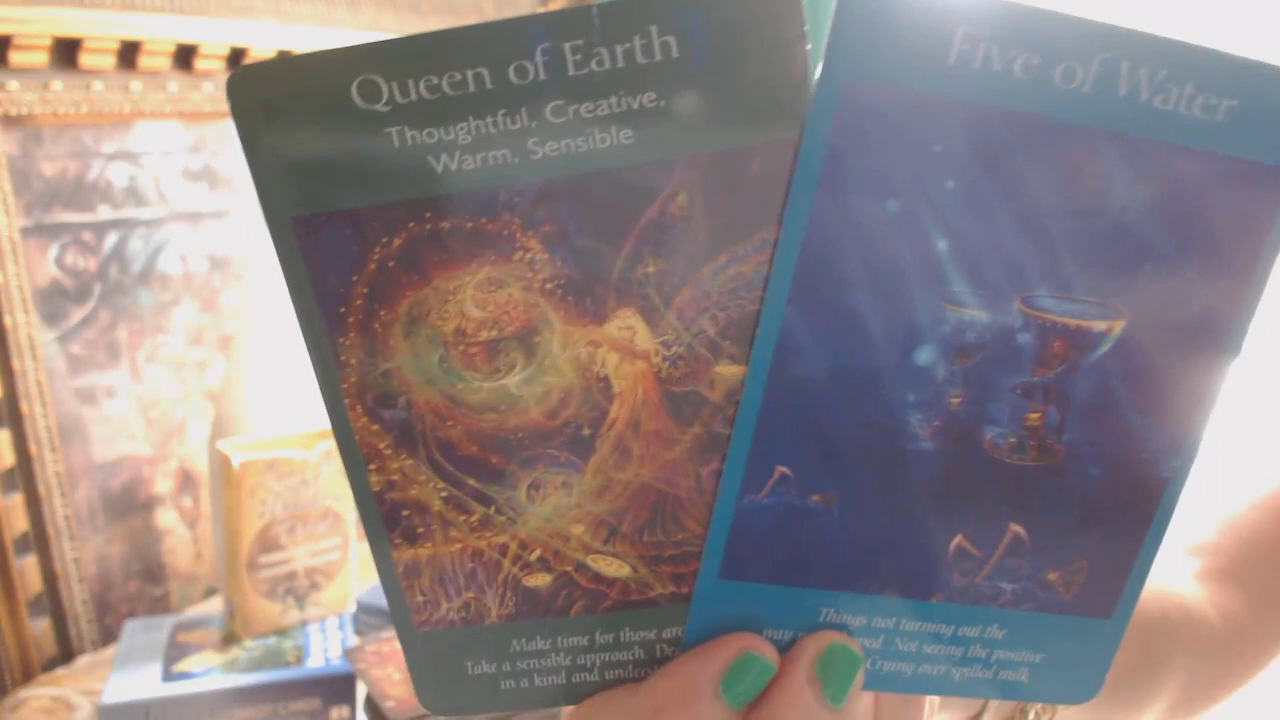 Queen of Earth
Thoughtful, Creative,
Warm, Sensible
Make time for those
Take a sensible approach.
in a kind and
Five of Water
Things not turning out the
way
Not seeing the positive
Crying over spilled milk